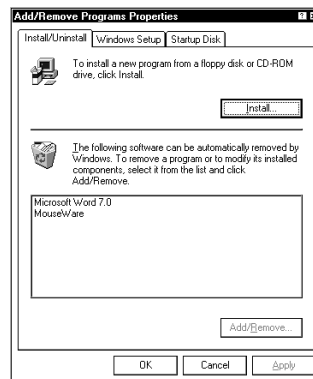 Add/Remove Programs Properties
Install/Uninstall Windows Setup Startup Disk
To install a new program from a floppy disk or CD-ROM
drive, click Install.
Install...
The following software can be automatically removed by
Windows. To remove a program or to modify its installed
components, select it from the list and click
Add/Remove.
Microsoft Word 7.0
MouseWare
Add/Remove...
OK Cancel Apply